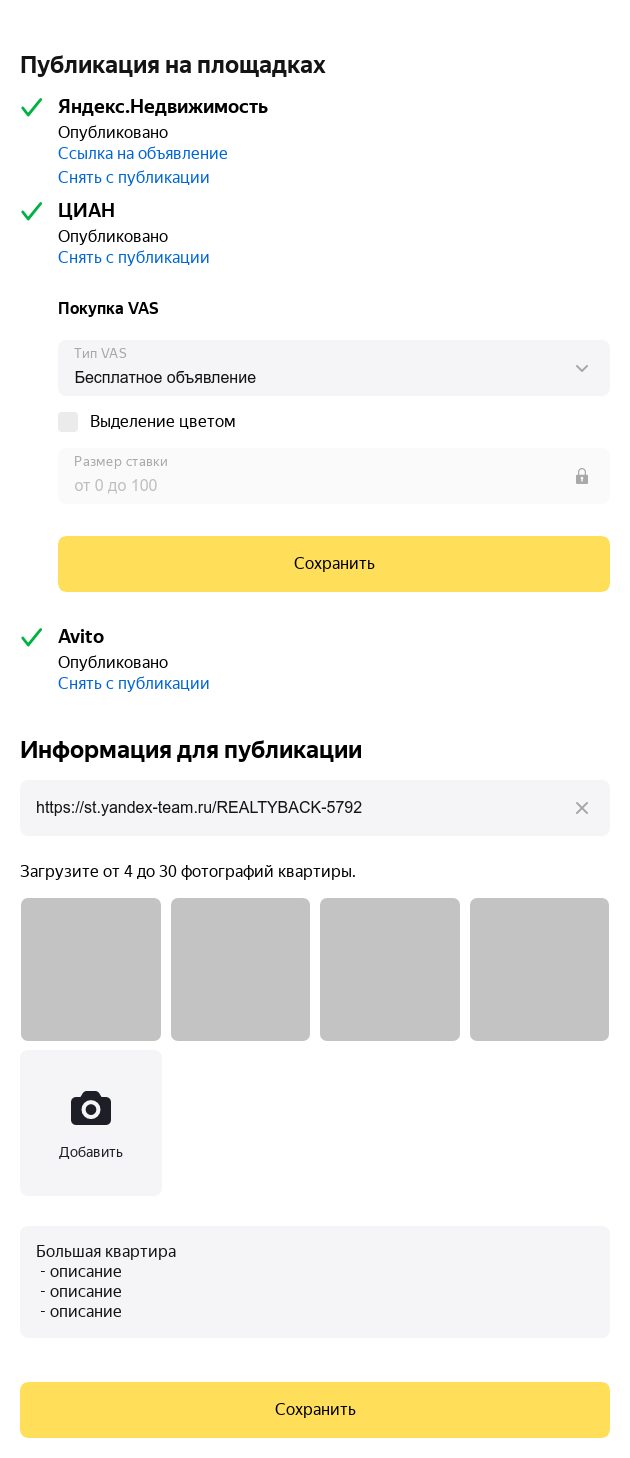 Публикация на площадках
Яндекс.Недвижимость
Опубликовано
Ссылка на объявление
Снять с публикации
ЦИАН
Опубликовано
Снять с публикации
Покупка VAS
Тип VAS
Бесплатное объявление
Выделение цветом
Размер ставки
от 0 до 100
Сохранить
Avito
Опубликовано
Снять с публикации
Информация для публикации
https://st.yandex-team.ru/REALTYBACK-5792
Загрузите от 4 до 30 фотографий квартиры.
Добавить
Большая квартира
- описание
- описание
- описание
Сохранить